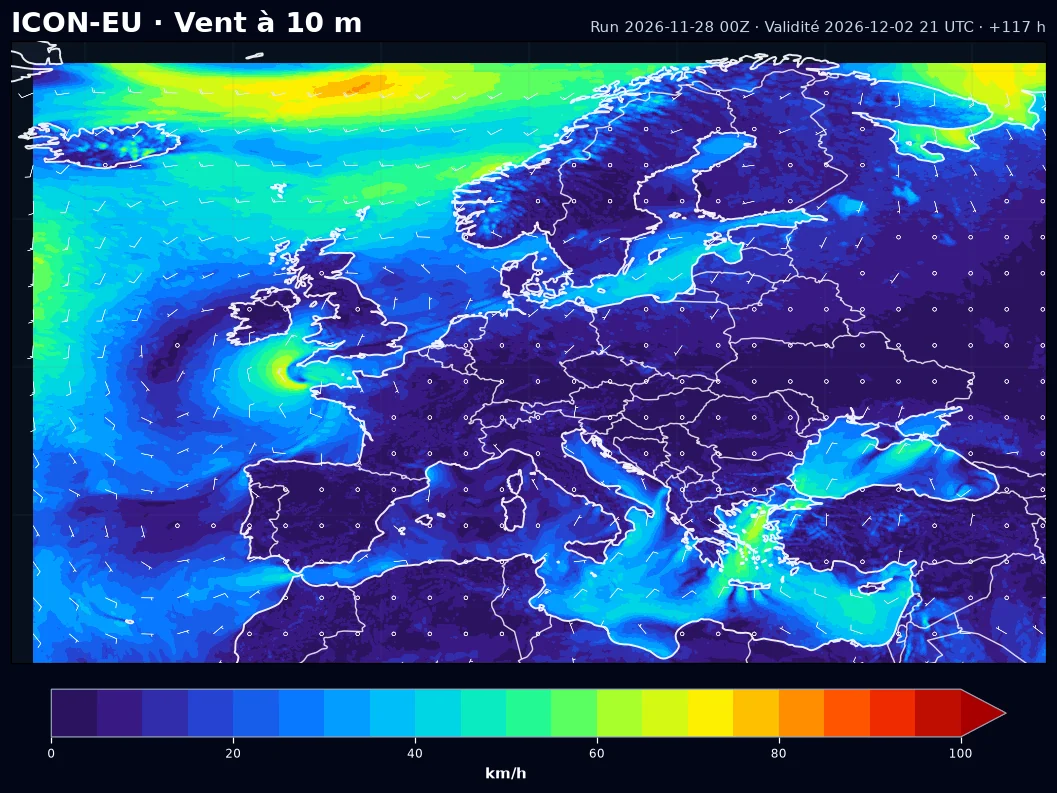 ICON-EU · Vent à 10 m
Run 2026-11-28 00Z · Validité 2026-12-02 21 UTC · +117 h
0 20 40 60 80 100
km/h